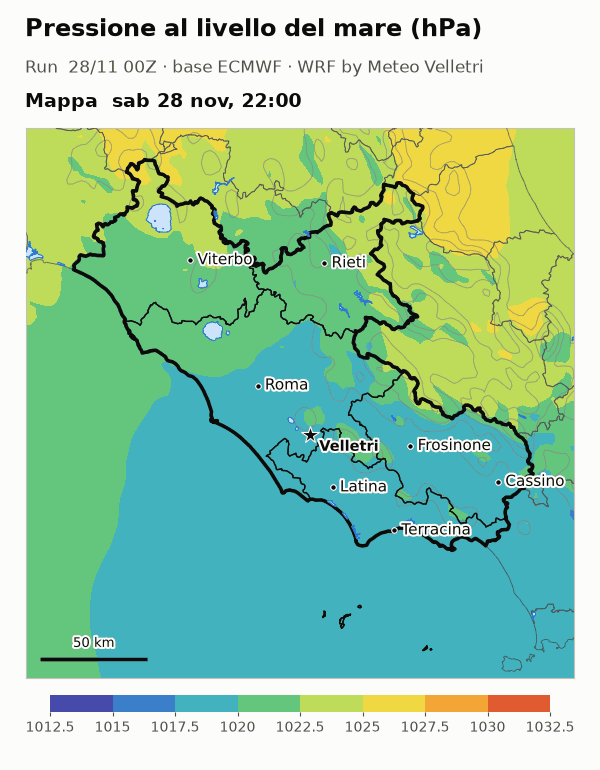 Pressione al livello del mare (hPa)
Run  28/11 00Z · base ECMWF · WRF by Meteo Velletri
Mappa  sab 28 nov, 22:00
Viterbo
Rieti
Roma
Velletri
Frosinone
Cassino
Latina
Terracina
50 km
1012.5 1015 1017.5 1020 1022.5 1025 1027.5 1030 1032.5